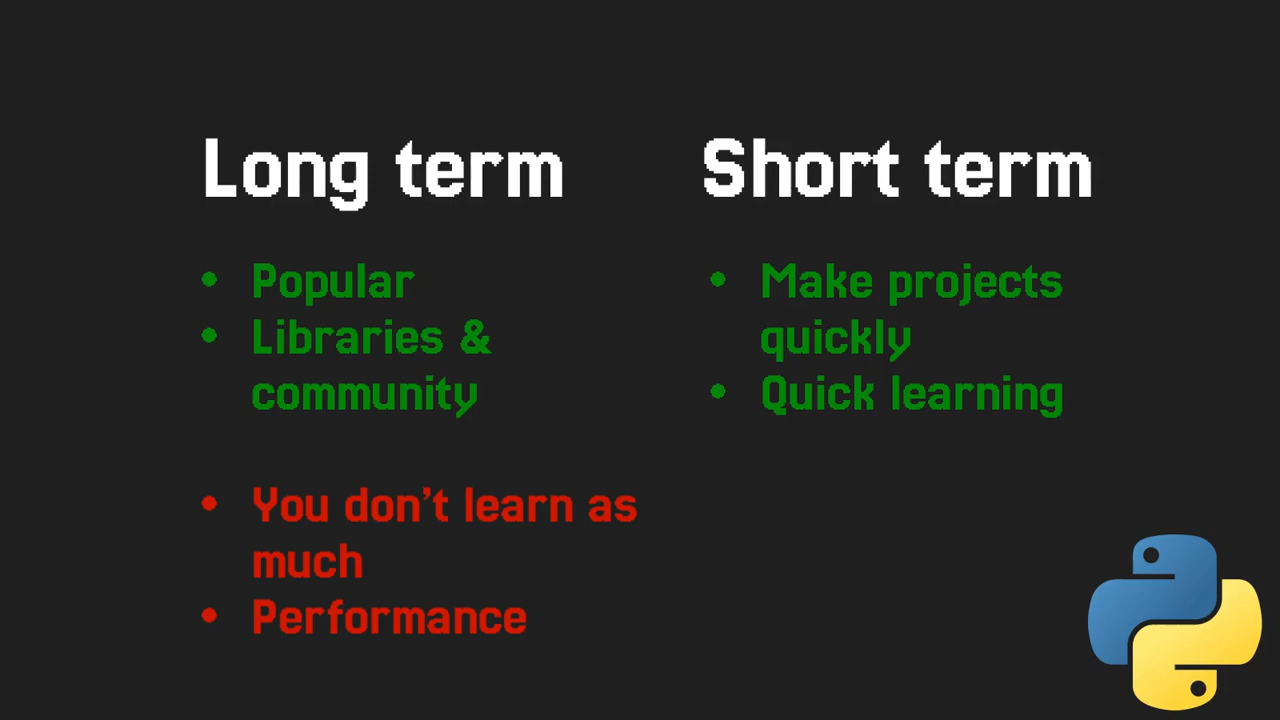 Long term
• Popular
• Libraries &
community
• You don't learn as
much
• Performance
Short term
• Make projects
quickly
• Quick learning